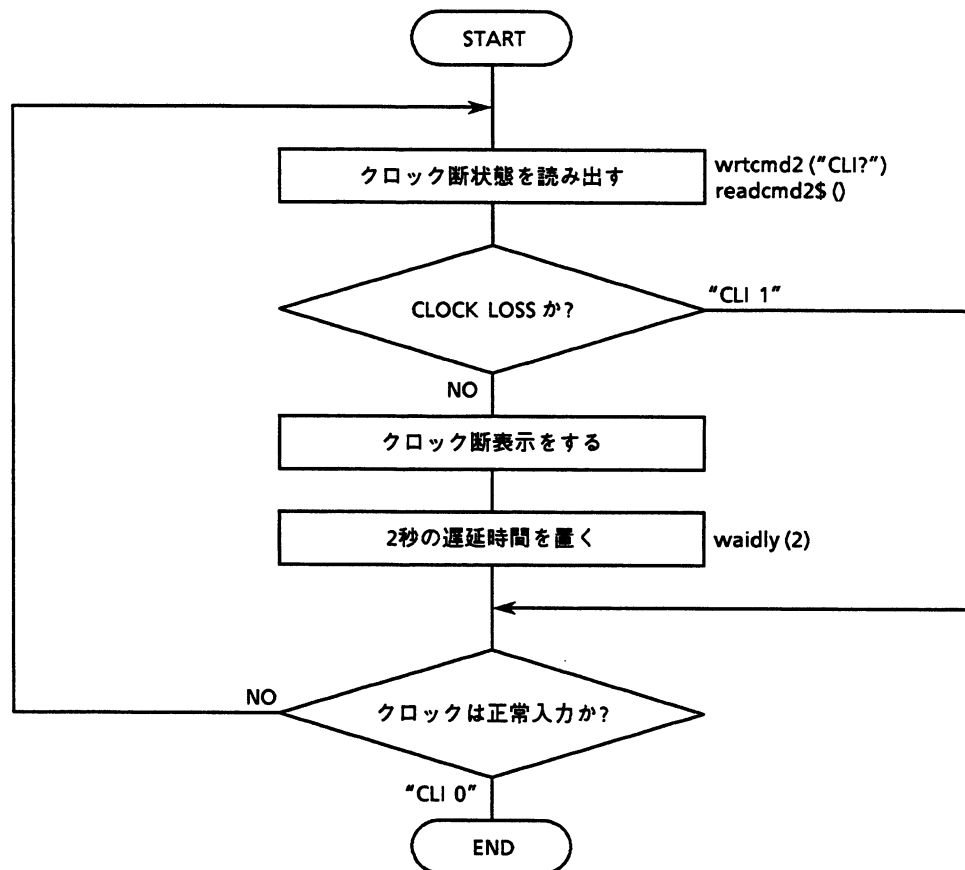 START
クロック断状態を読み出す
wrtcmd2 ("CLI?")
readcmd2$ ()
CLOCK LOSS か?
"CLI 1"
NO
クロック断表示をする
2秒の遅延時間を置く
waidly (2)
クロックは正常入力か?
NO
"CLI 0"
END